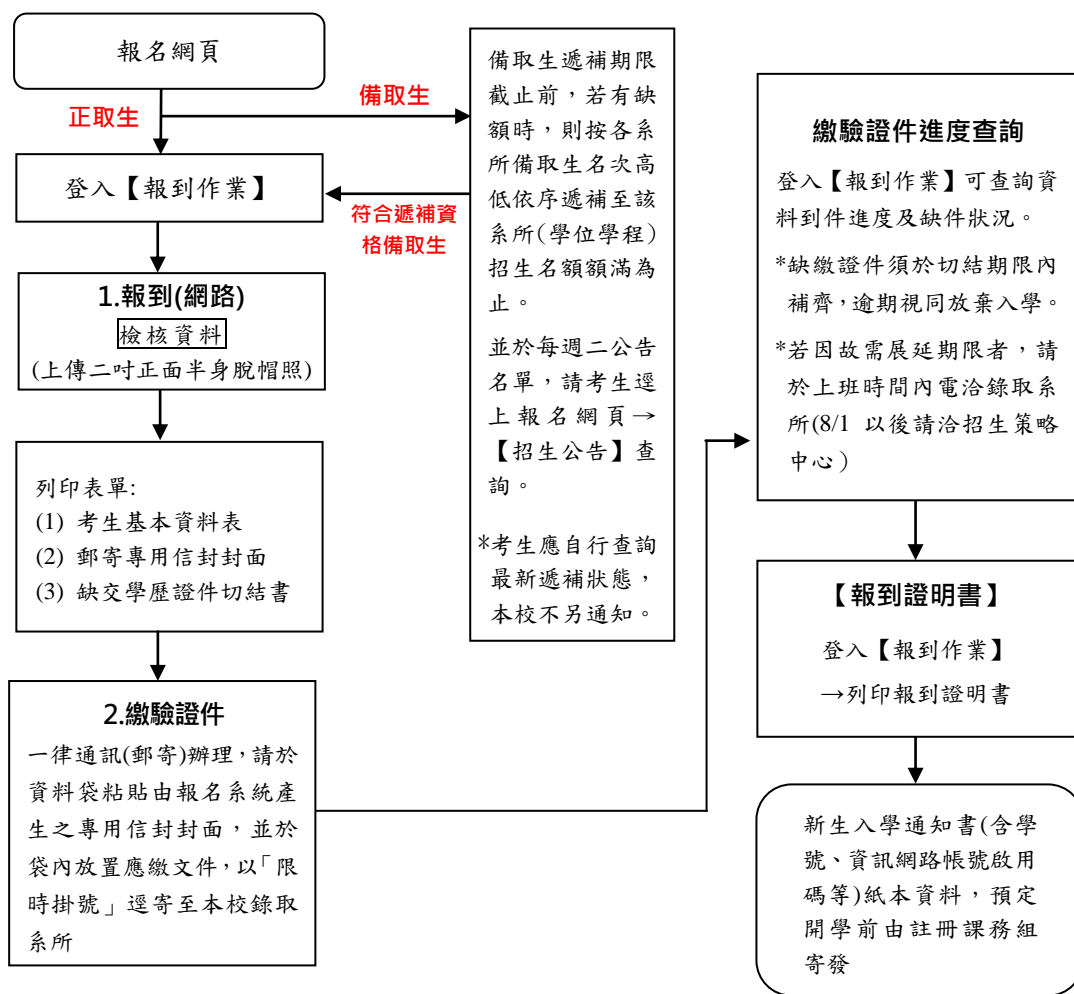 報名網頁
正取生
備取生
登入【報到作業】
符合遞補資
格備取生
1.報到(網路)
檢核資料
(上傳二吋正面半身脫帽照)
列印表單:
(1) 考生基本資料表
(2) 郵寄專用信封封面
(3) 缺交學歷證件切結書
2.繳驗證件
一律通訊(郵寄)辦理，請於
資料袋粘貼由報名系統產
生之專用信封封面，並於
袋內放置應繳文件，以「限
時掛號」逕寄至本校錄取
系所
備取生遞補期限
截止前，若有缺
額時，則按各系
所備取生名次高
低依序遞補至該
系所(學位學程)
招生名額額滿為
止。
並於每週二公告
名單，請考生逕
上報名網頁→
【招生公告】查
詢。
*考生應自行查詢
最新遞補狀態，
本校不另通知。
繳驗證件進度查詢
登入【報到作業】可查詢資
料到件進度及缺件狀況。
*缺繳證件須於切結期限內
補齊，逾期視同放棄入學。
*若因故需展延期限者，請
於上班時間內電洽錄取系
所(8/1 以後請洽招生策略
中心)
【報到證明書】
登入【報到作業】
→列印報到證明書
新生入學通知書(含學
號、資訊網路帳號啟用
碼等)紙本資料，預定
開學前由註冊課務組
寄發